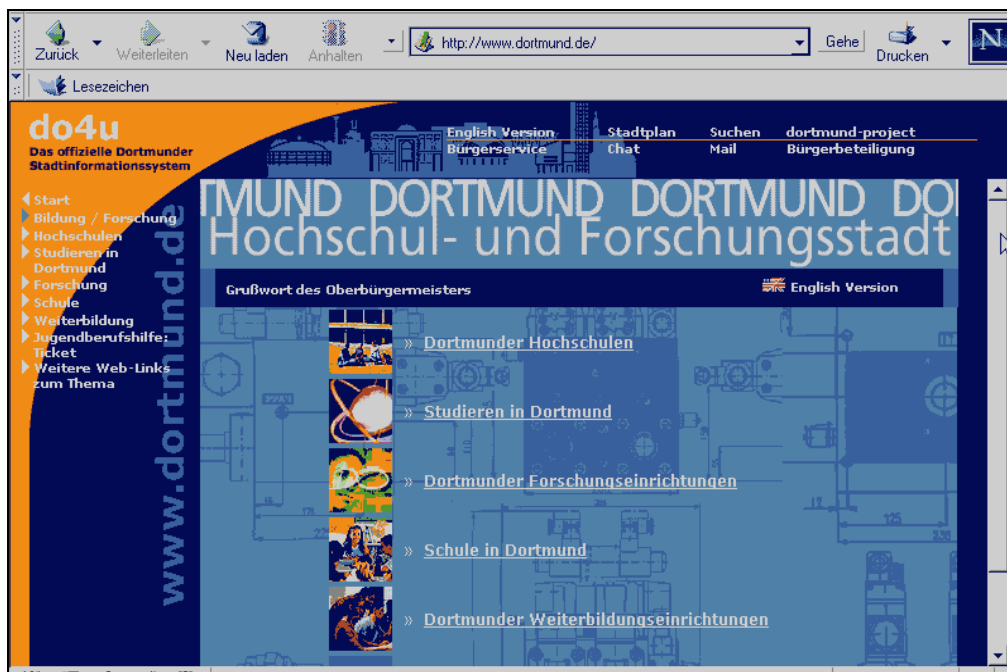 Zurück Weiterleiten Neu laden Anhalten http://www.dortmund.de/ Gehe Drucken N
Lesezeichen
do4u
Das offizielle Dortmunder
Stadtinformationssystem
English Version Stadtplan Suchen dortmund-project
Bürgerservice Chat Mail Bürgerbeteiligung
Start
Bildung / Forschung
Hochschulen
Studieren in
Dortmund
Forschung
Schule
Weiterbildung
Jugendberufshilfe:
Ticket
Weitere Web-Links
zum Thema
www.dortmund.de
TMUND DORTMUND DORTMUND DO
Hochschul- und Forschungsstadt
Grußwort des Oberbürgermeisters English Version
» Dortmunder Hochschulen
» Studieren in Dortmund
» Dortmunder Forschungseinrichtungen
» Schule in Dortmund
» Dortmunder Weiterbildungseinrichtungen